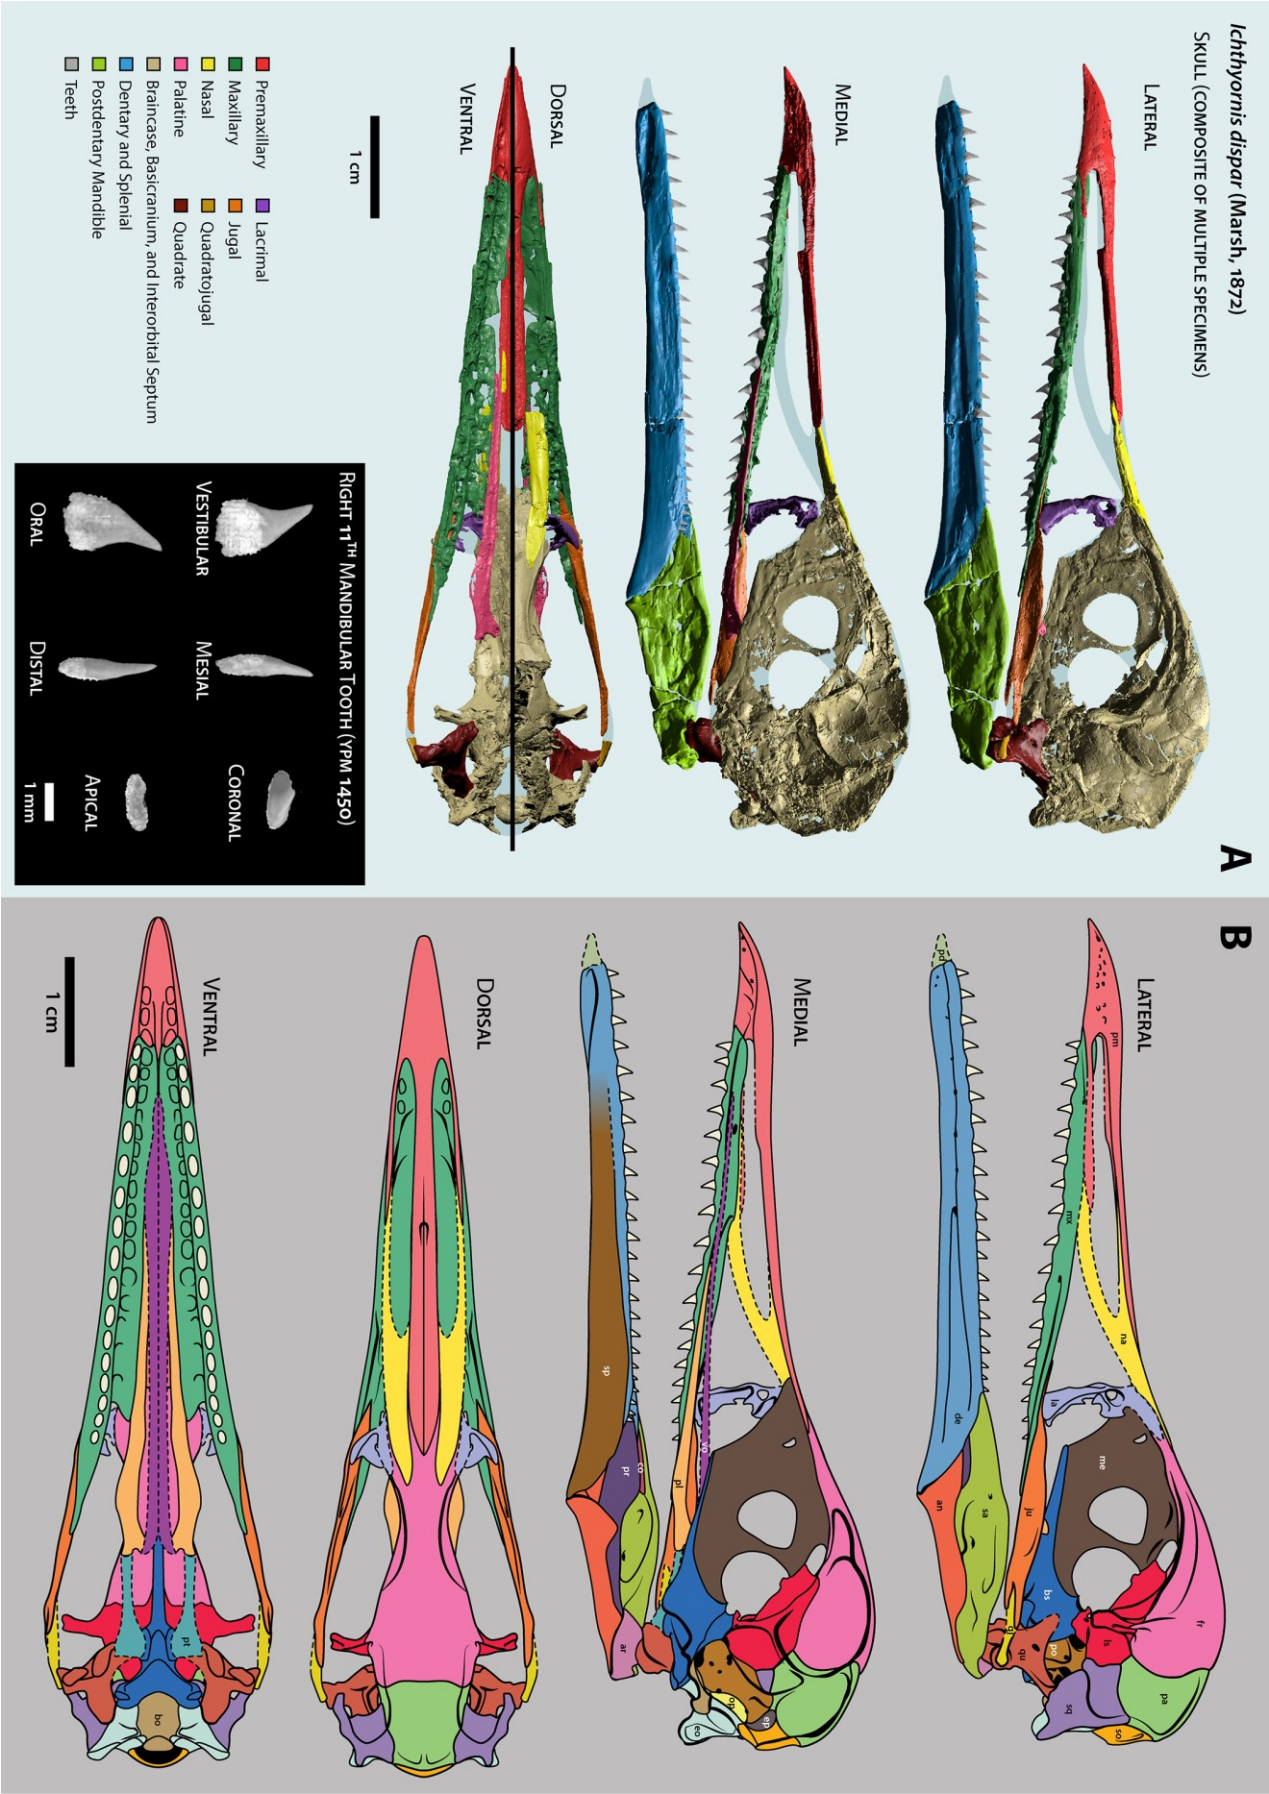 Ichthyornis dispar (Marsh, 1872)
SKULL (COMPOSITE OF MULTIPLE SPECIMENS)
A
LATERAL
MEDIAL
DORSAL
VENTRAL
1 cm
Premaxillary
Maxillary
Nasal
Palatine
Braincase, Basicranium, and Interorbital Septum
Dentary and Splenial
Postdentary Mandible
Teeth
Lacrimal
Jugal
Quadratojugal
Quadrate
RIGHT 11TH MANDIBULAR TOOTH (YPM 1450)
VESTIBULAR
MESIAL
CORONAL
ORAL
DISTAL
APICAL
1 mm
B
LATERAL
pm
mx
na
la
me
fr
pa
so
sq
ls
po
bs
qu
qj
ju
pd
de
sa
an
MEDIAL
vo
pl
op
ep
eo
sp
pr
co
ar
DORSAL
VENTRAL
pt
bo
1 cm